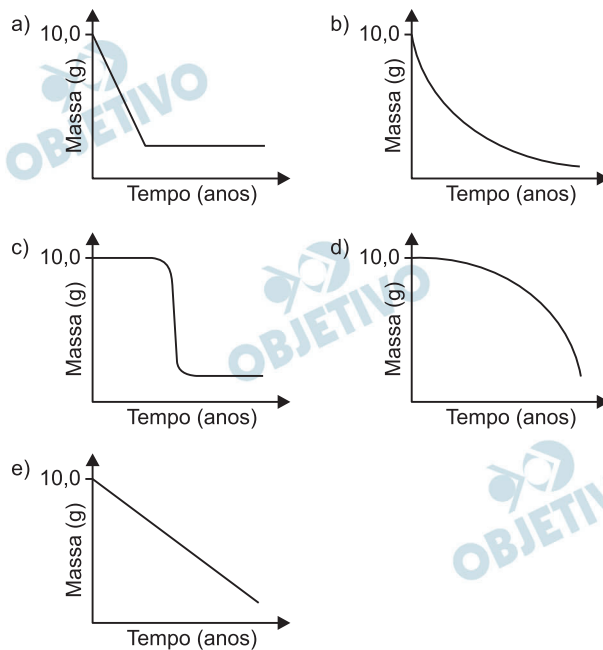 a) 10,0
Massa (g)
Tempo (anos)
b) 10,0
Massa (g)
Tempo (anos)
c) 10,0
Massa (g)
Tempo (anos)
d) 10,0
Massa (g)
Tempo (anos)
e) 10,0
Massa (g)
Tempo (anos)
OBJETIVO
OBJETIVO
OBJETIVO